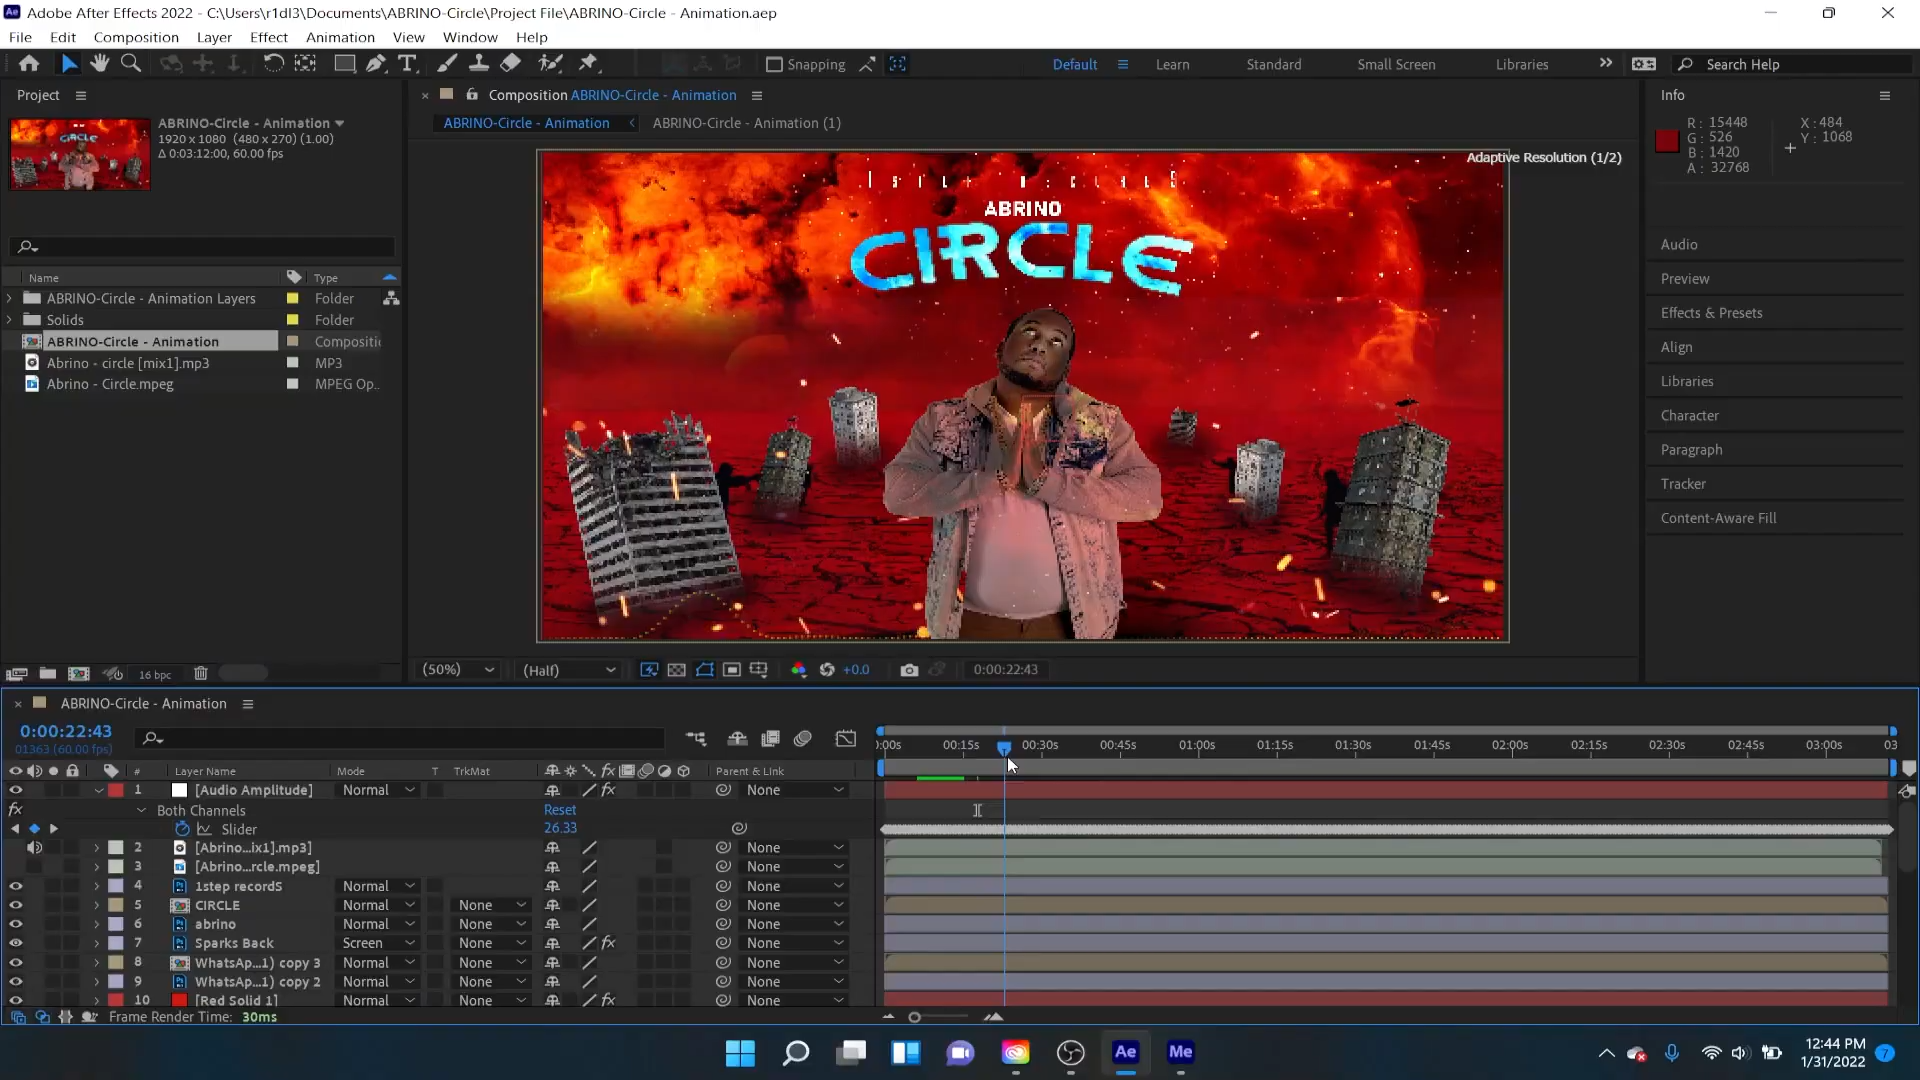 Adobe After Effects 2022 - C:\Users\r1dl3\Documents\ABRINO-Circle\Project File\ABRINO-Circle - Animation.aep
File Edit Composition Layer Effect Animation View Window Help
Snapping Default Learn Standard Small Screen Libraries Search Help
Project
ABRINO-Circle - Animation
1920 x 1080 (480 x 270) (1.00)
Δ 0:03:12:00, 60.00 fps
Name Type
ABRINO-Circle - Animation Layers Folder
Solids Folder
ABRINO-Circle - Animation Compositic
Abrino - circle [mix1].mp3 MP3
Abrino - Circle.mpeg MPEG Op...
16 bpc
Composition ABRINO-Circle - Animation
ABRINO-Circle - Animation ABRINO-Circle - Animation (1)
Adaptive Resolution (1/2)
ABRINO
CIRCLE
(50%) (Half) +0.0 0:00:22:43
Info
R: 15448
G: 526
B: 1420
A: 32768
X: 484
Y: 1068
Audio
Preview
Effects & Presets
Align
Libraries
Character
Paragraph
Tracker
Content-Aware Fill
ABRINO-Circle - Animation
0:00:22:43
01363 (60.00 fps)
:00s 00:15s 00:30s 00:45s 01:00s 01:15s 01:30s 01:45s 02:00s 02:15s 02:30s 02:45s 03:00s 03
# Layer Name Mode T TrkMat fx Parent & Link
1 [Audio Amplitude] Normal fx None
fx Both Channels Reset
Slider 26.33
2 [Abrino...ix1].mp3] None
3 [Abrino...rcle.mpeg] None
4 1step recordS Normal None
5 CIRCLE Normal None None
6 abrino Normal None None
7 Sparks Back Screen None fx None
8 WhatsAp...1) copy 3 Normal None None
9 WhatsAp...1) copy 2 Normal None None
10 [Red Solid 1] Normal None fx None
Frame Render Time: 30ms
Ae Me
12:44 PM
1/31/2022
7